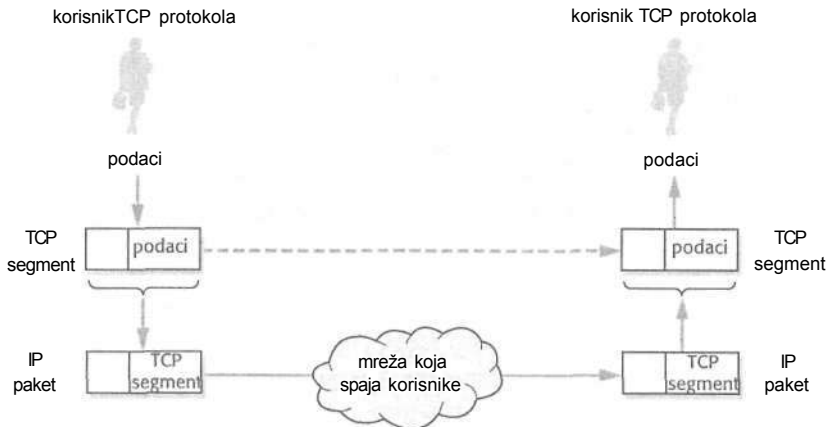 korisnikTCP protokola
korisnik TCP protokola
podaci
podaci
TCP
segment
podaci
podaci
TCP
segment
IP
paket
TCP
segment
mreža koja
spaja korisnike
TCP
segment
IP
paket